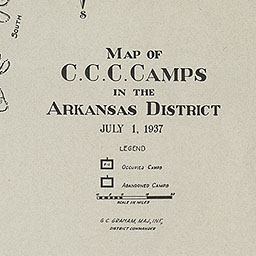 SOUTH
MAP OF
C.C.C. CAMPS
IN THE
ARKANSAS DISTRICT
JULY 1, 1937
LEGEND
OCCUPIED CAMPS
ABANDONED CAMPS
SCALE IN MILES
G.C. GRAHAM, MAJ., INF.,
DISTRICT COMMANDER